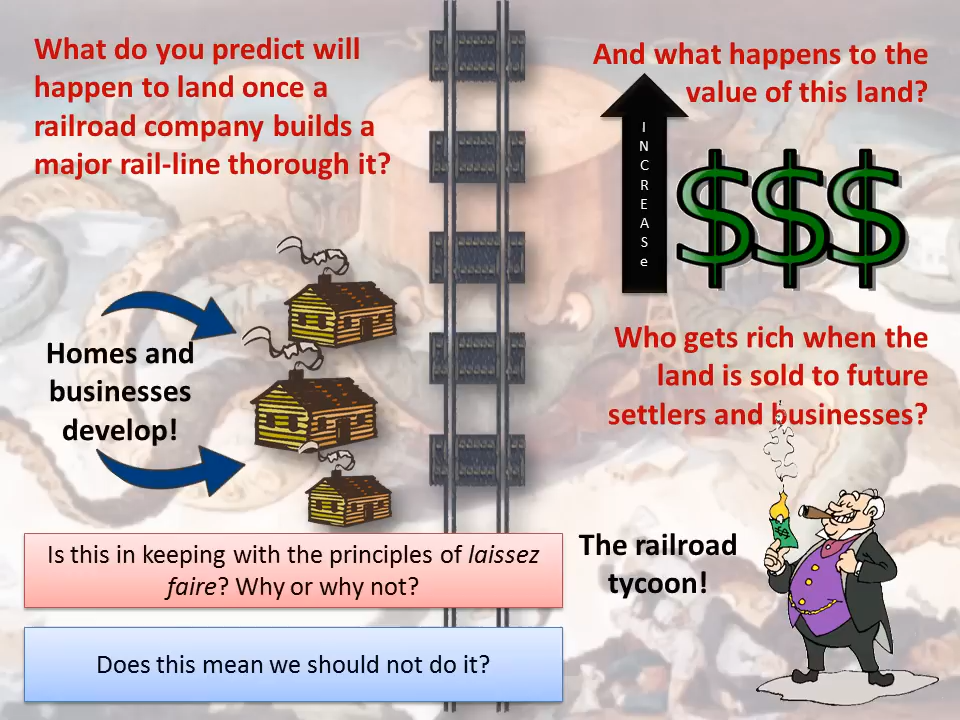 What do you predict will
happen to land once a
railroad company builds a
major rail-line thorough it?
Homes and
businesses
develop!
And what happens to the
value of this land?
I
N
C
R
E
A
S
e
$$$
Who gets rich when the
land is sold to future
settlers and businesses?
The railroad
tycoon!
Is this in keeping with the principles of laissez
faire? Why or why not?
Does this mean we should not do it?